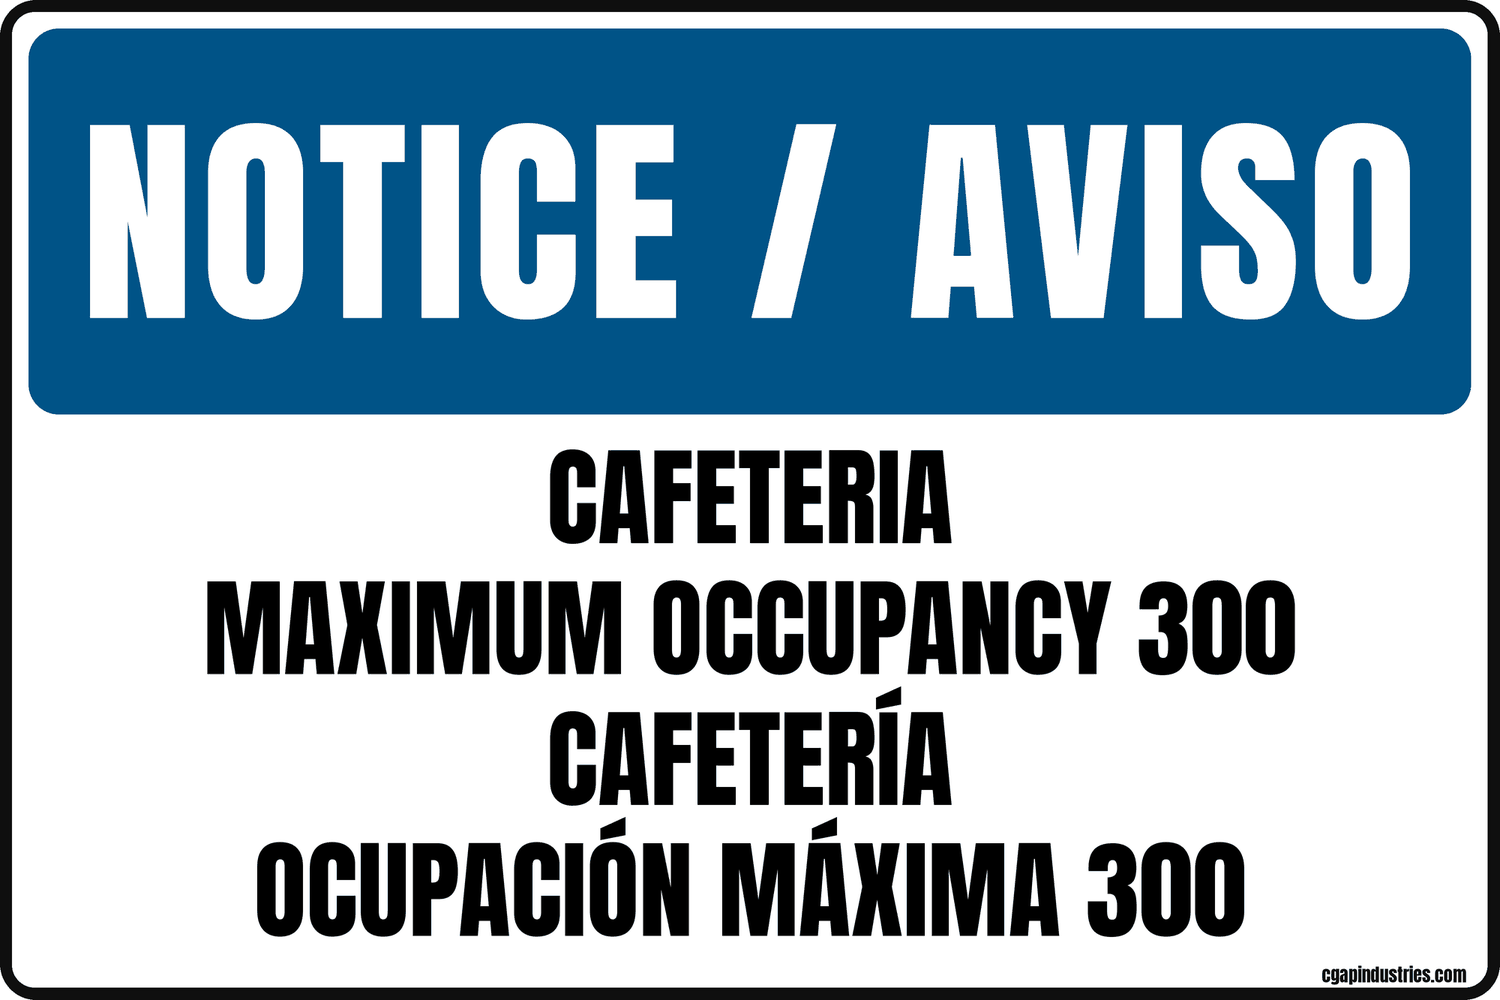 NOTICE / AVISO
CAFETERIA
MAXIMUM OCCUPANCY 300
CAFETERÍA
OCUPACIÓN MÁXIMA 300
cgapindustries.com